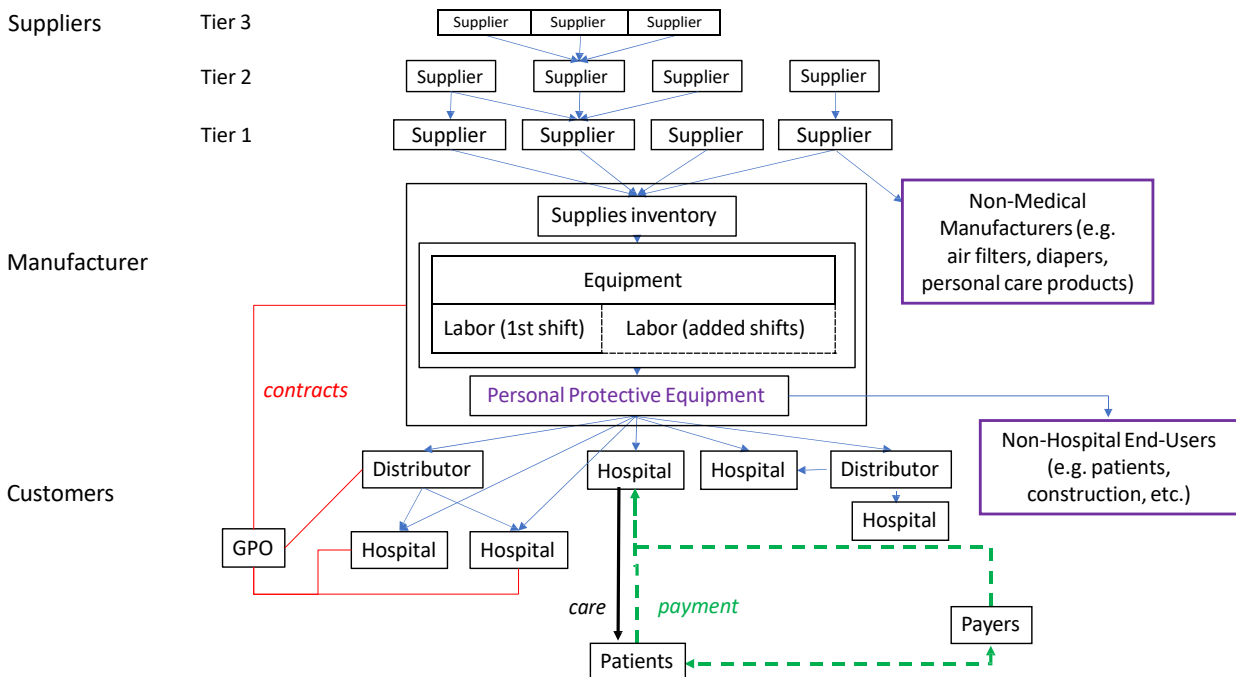 Suppliers
Tier 3
Supplier
Supplier
Supplier
Tier 2
Supplier
Supplier
Supplier
Supplier
Tier 1
Supplier
Supplier
Supplier
Supplier
Supplies inventory
Non-Medical
Manufacturers (e.g.
air filters, diapers,
personal care products)
Manufacturer
Equipment
Labor (1st shift)
Labor (added shifts)
contracts
Personal Protective Equipment
Non-Hospital End-Users
(e.g. patients,
construction, etc.)
Customers
Distributor
Hospital
Hospital
Distributor
Hospital
GPO
Hospital
Hospital
care
payment
Payers
Patients